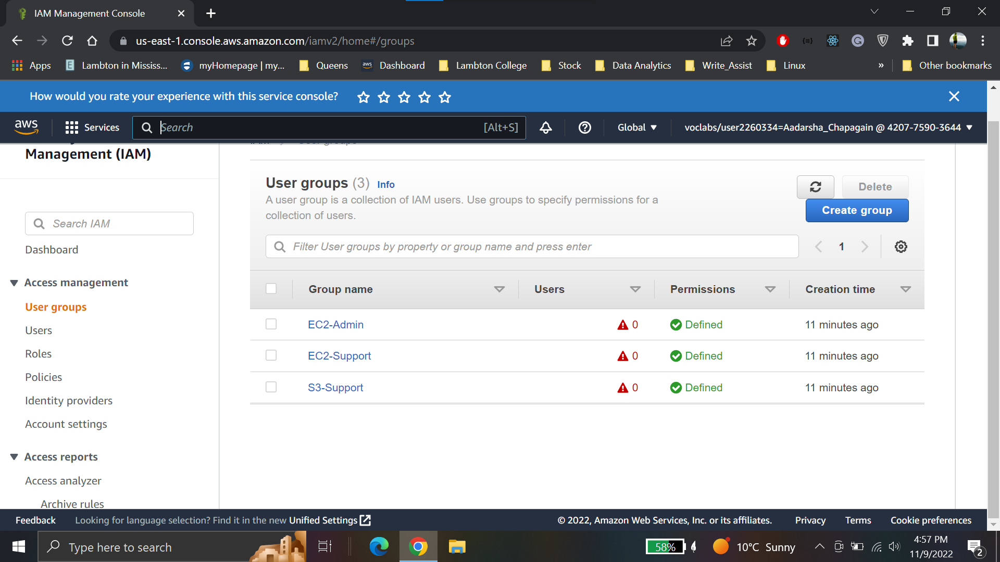 IAM Management Console
us-east-1.console.aws.amazon.com/iamv2/home#/groups
Apps
Lambton in Mississ...
myHomepage | my...
Queens
aws
Dashboard
Lambton College
Stock
Data Analytics
Write_Assist
Linux
»
Other bookmarks
How would you rate your experience with this service console?
aws
Services
Search
[Alt+S]
Global
voclabs/user2260334=Aadarsha_Chapagain @ 4207-7590-3644
Management (IAM)
Search IAM
Dashboard
Access management
User groups
Users
Roles
Policies
Identity providers
Account settings
Access reports
Access analyzer
Archive rules
User groups (3) Info
A user group is a collection of IAM users. Use groups to specify permissions for a
collection of users.
Delete
Create group
Filter User groups by property or group name and press enter
1
Group name Users Permissions Creation time
EC2-Admin 0 Defined 11 minutes ago
EC2-Support 0 Defined 11 minutes ago
S3-Support 0 Defined 11 minutes ago
Feedback
Looking for language selection? Find it in the new Unified Settings
© 2022, Amazon Web Services, Inc. or its affiliates.
Privacy
Terms
Cookie preferences
Type here to search
58%
10°C Sunny
4:57 PM
11/9/2022
2